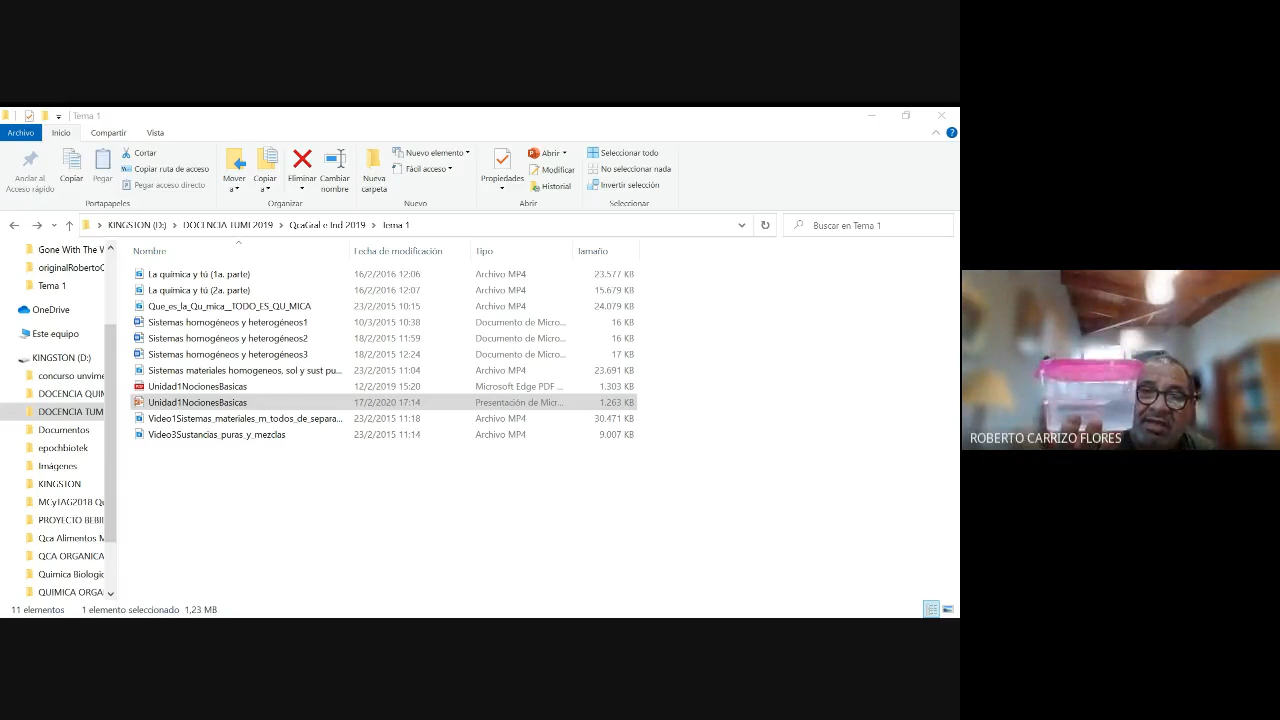 Tema 1
Archivo Inicio Compartir Vista
Anclar al Acceso rápido
Copiar
Pegar
Cortar
Copiar ruta de acceso
Pegar acceso directo
Portapapeles
Mover a
Copiar a
Eliminar
Cambiar nombre
Organizar
Nueva carpeta
Nuevo elemento
Fácil acceso
Nuevo
Propiedades
Abrir
Modificar
Historial
Abrir
Seleccionar todo
No seleccionar nada
Invertir selección
Seleccionar
KINGSTON (D:) > DOCENCIA TUMI 2019 > QcaGral e Ind 2019 > Tema 1
Buscar en Tema 1
Gone With The W
originalRobertoC
Tema 1
OneDrive
Este equipo
KINGSTON (D:)
concurso unvime
DOCENCIA QUIN
DOCENCIA TUM
Documentos
epochbiotek
Imágenes
KINGSTON
MCyTAG2018 Qu
PROYECTO BEBI
Qca Alimentos M
QCA ORGANICA
Quimica Biologic
QUIMICA ORGA
Nombre Fecha de modificación Tipo Tamaño
La química y tú (1a. parte) 16/2/2016 12:06 Archivo MP4 23.577 KB
La química y tú (2a. parte) 16/2/2016 12:07 Archivo MP4 15.679 KB
Que_es_la_Qu_mica__TODO_ES_QU_MICA 23/2/2015 10:15 Archivo MP4 24.079 KB
Sistemas homogéneos y heterogéneos1 10/3/2015 10:38 Documento de Micro... 16 KB
Sistemas homogéneos y heterogéneos2 18/2/2015 11:59 Documento de Micro... 16 KB
Sistemas homogéneos y heterogéneos3 18/2/2015 12:24 Documento de Micro... 17 KB
Sistemas materiales homogeneos, sol y sust pu... 23/2/2015 11:04 Archivo MP4 23.691 KB
Unidad1NocionesBasicas 12/2/2019 15:20 Microsoft Edge PDF ... 1.303 KB
Unidad1NocionesBasicas 17/2/2020 17:14 Presentación de Micr... 1.263 KB
Video1Sistemas_materiales_m_todos_de_separa... 23/2/2015 11:18 Archivo MP4 30.471 KB
Video3Sustancias_puras_y_mezclas 23/2/2015 11:14 Archivo MP4 9.007 KB
11 elementos 1 elemento seleccionado 1,23 MB
ROBERTO CARRIZO FLORES